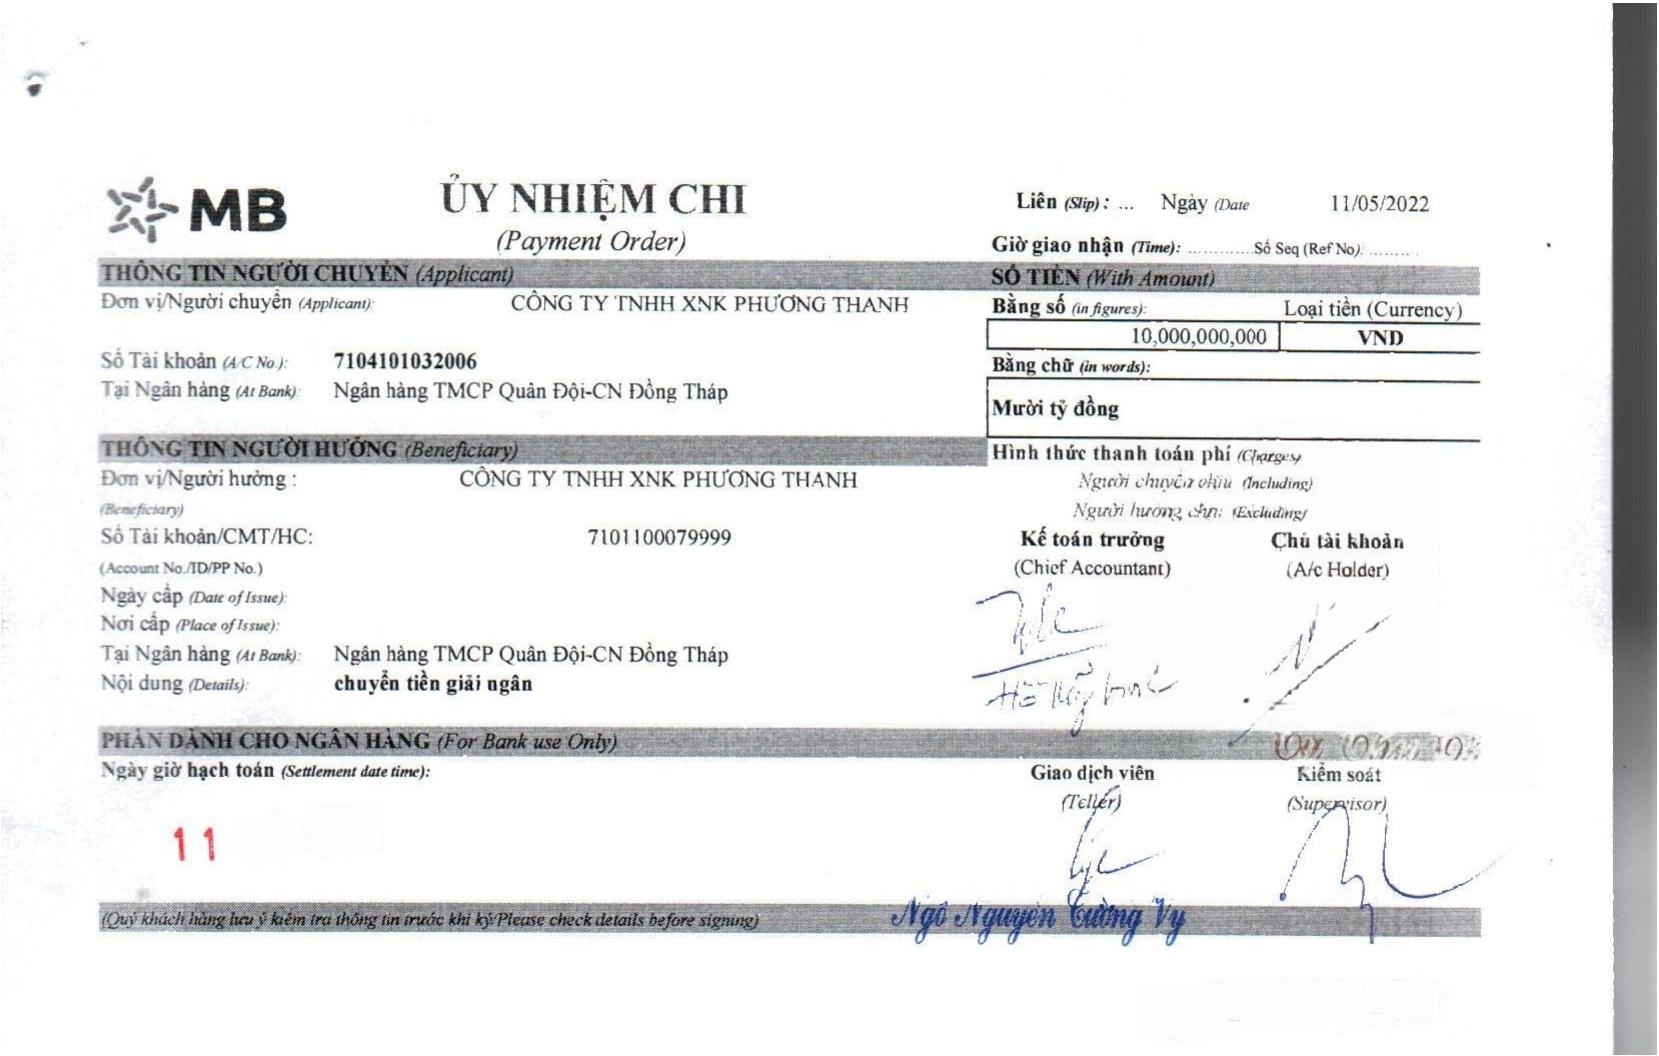 MB
ỦY NHIỆM CHI
(Payment Order)
Liên (Slip) : ... Ngày (Date 11/05/2022
Giờ giao nhận (Time): ............Số Seq (Ref No): ..........
THÔNG TIN NGƯỜI CHUYỂN (Applicant)
Đơn vị/Người chuyển (Applicant): CÔNG TY TNHH XNK PHƯƠNG THANH
Số Tài khoản (A/C No.): 7104101032006
Tại Ngân hàng (At Bank): Ngân hàng TMCP Quân Đội-CN Đồng Tháp
SỐ TIỀN (With Amount)
Bằng số (in figures): Loại tiền (Currency)
10,000,000,000 VND
Bằng chữ (in words):
Mười tỷ đồng
THÔNG TIN NGƯỜI HƯỞNG (Beneficiary)
Đơn vị/Người hưởng : CÔNG TY TNHH XNK PHƯƠNG THANH
(Beneficiary)
Số Tài khoản/CMT/HC: 7101100079999
(Account No./ID/PP No.)
Ngày cấp (Date of Issue):
Nơi cấp (Place of Issue):
Tại Ngân hàng (At Bank): Ngân hàng TMCP Quân Đội-CN Đồng Tháp
Nội dung (Details): chuyển tiền giải ngân
Hình thức thanh toán phí (Charges)
Người chuyển chịu (Including)
Người hưởng chịu (Excluding)
Kế toán trưởng Chủ tài khoản
(Chief Accountant) (A/c Holder)
PHẦN DÀNH CHO NGÂN HÀNG (For Bank use Only)
Ngày giờ hạch toán (Settlement date time):
Giao dịch viên Kiểm soát
(Teller) (Supervisor)
11
(Quý khách hàng lưu ý kiểm tra thông tin trước khi ký/Please check details before signing)
Ngô Nguyễn Tường Vy